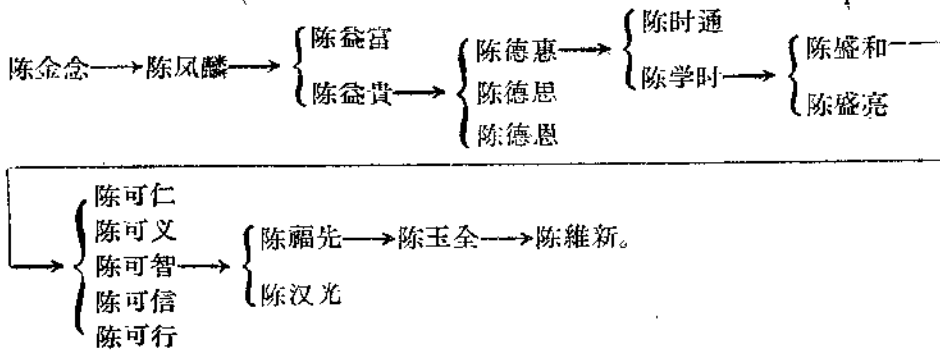 陈金念→陈凤麟→陈益富
陈益貴→陈德惠→陈时通
陈德思
陈德恩
陈学时→陈盛和
陈盛亮
陈可仁
陈可义
陈可智→陈福先→陈玉全→陈維新。
陈汉光
陈可信
陈可行